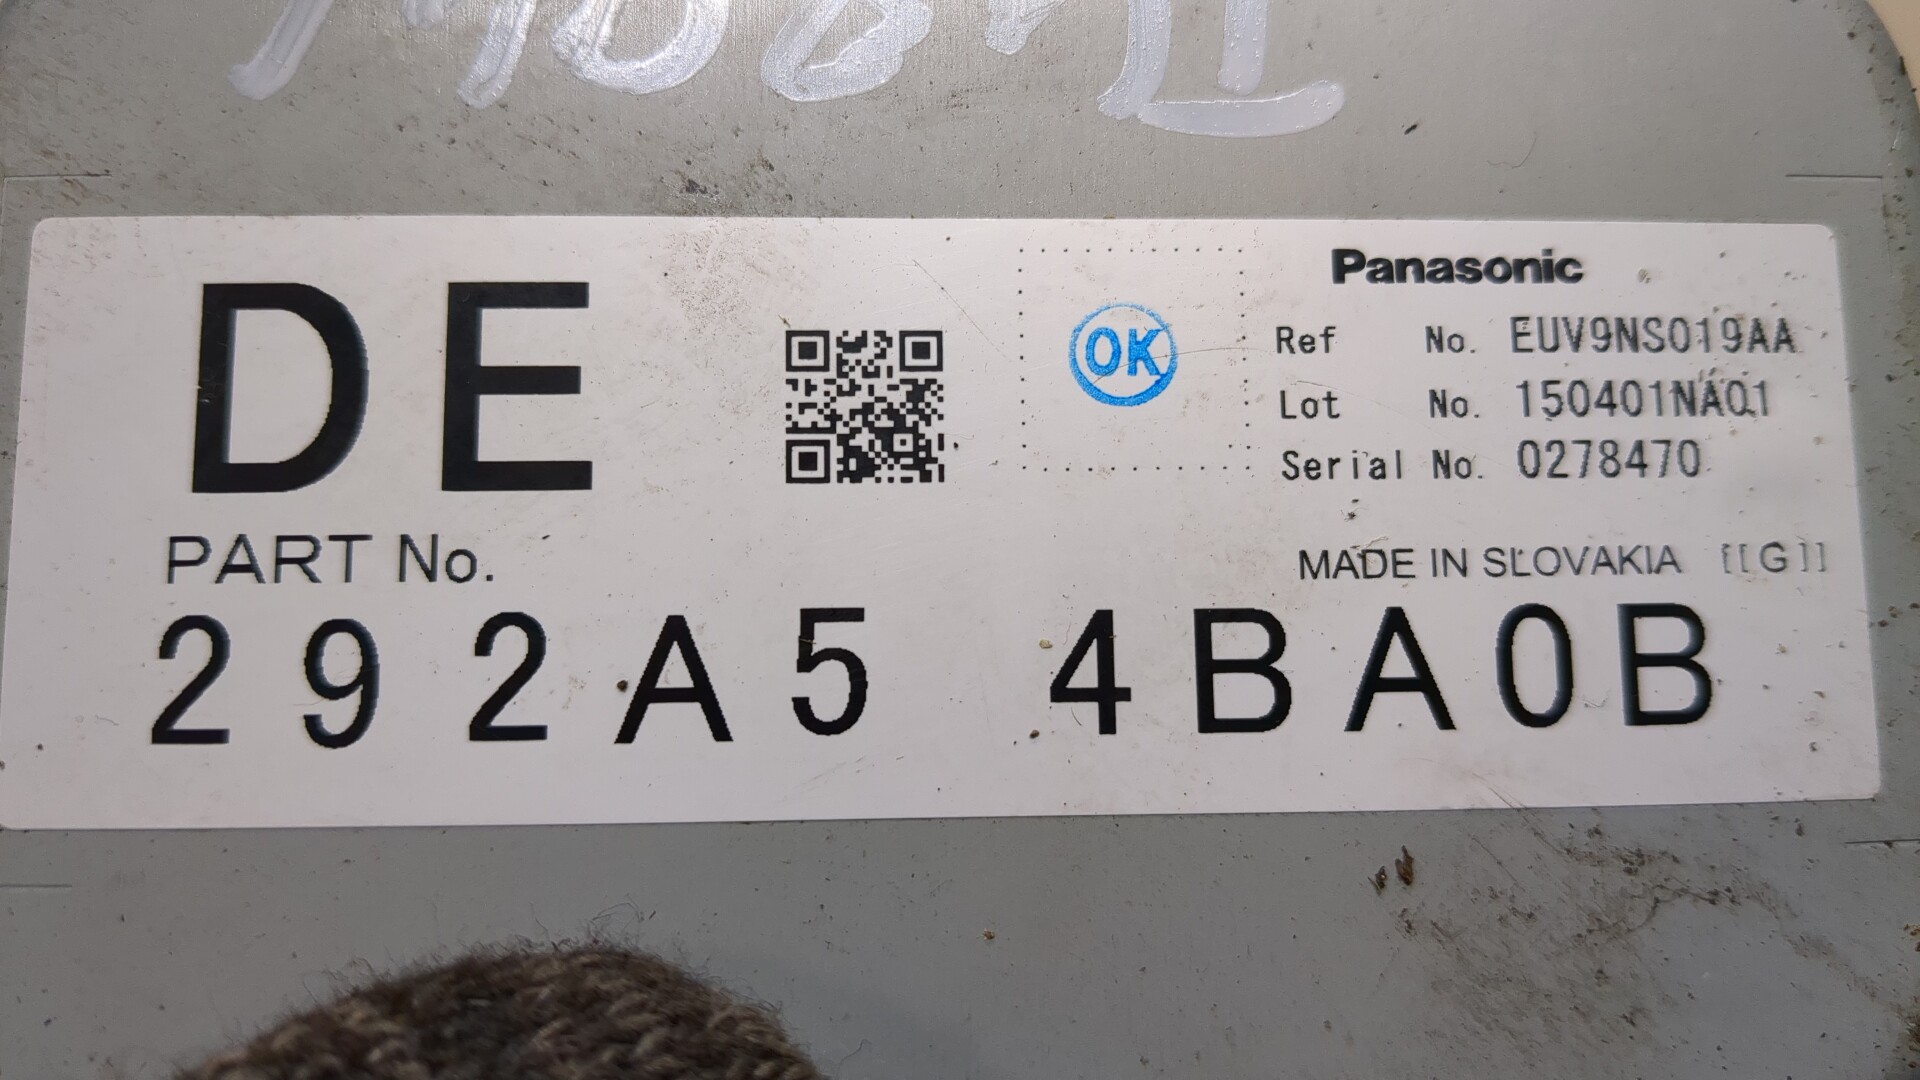 DE
OK
Panasonic
Ref No. EUV9NS019AA
Lot No. 150401NA01
Serial No. 0278470
PART No.
MADE IN SLOVAKIA [[G]]
292A5 4BA0B